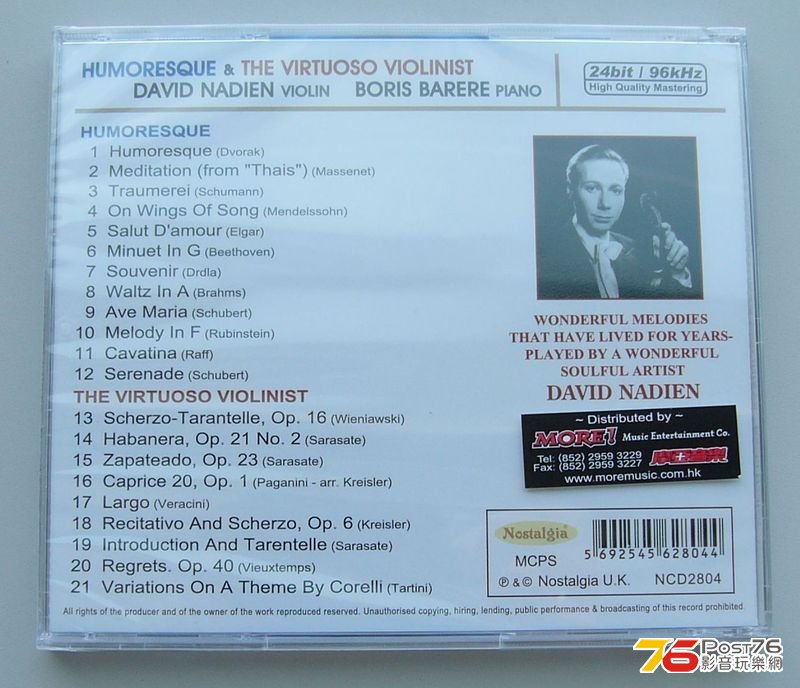 HUMORESQUE & THE VIRTUOSO VIOLINIST
DAVID NADIEN VIOLIN BORIS BARERE PIANO
24bit / 96kHz
High Quality Mastering
HUMORESQUE
1 Humoresque (Dvorak)
2 Meditation (from "Thais") (Massenet)
3 Traumerei (Schumann)
4 On Wings Of Song (Mendelssohn)
5 Salut D'amour (Elgar)
6 Minuet In G (Beethoven)
7 Souvenir (Drdla)
8 Waltz In A (Brahms)
9 Ave Maria (Schubert)
10 Melody In F (Rubinstein)
11 Cavatina (Raff)
12 Serenade (Schubert)
THE VIRTUOSO VIOLINIST
13 Scherzo-Tarantelle, Op. 16 (Wieniawski)
14 Habanera, Op. 21 No. 2 (Sarasate)
15 Zapateado, Op. 23 (Sarasate)
16 Caprice 20, Op. 1 (Paganini - arr. Kreisler)
17 Largo (Veracini)
18 Recitativo And Scherzo, Op. 6 (Kreisler)
19 Introduction And Tarentelle (Sarasate)
20 Regrets. Op. 40 (Vieuxtemps)
21 Variations On A Theme By Corelli (Tartini)
WONDERFUL MELODIES
THAT HAVE LIVED FOR YEARS-
PLAYED BY A WONDERFUL
SOULFUL ARTIST
DAVID NADIEN
~ Distributed by ~
MORE! Music Entertainment Co.
Tel: (852) 2959 3229
Fax: (852) 2959 3227
www.moremusic.com.hk
Nostalgia
MCPS
5 692545 628044
℗ & © Nostalgia U.K. NCD2804
All rights of the producer and of the owner of the work reproduced reserved. Unauthorised copying, hiring, lending, public performance & broadcasting of this record prohibited.
76 Post76
影音玩樂網